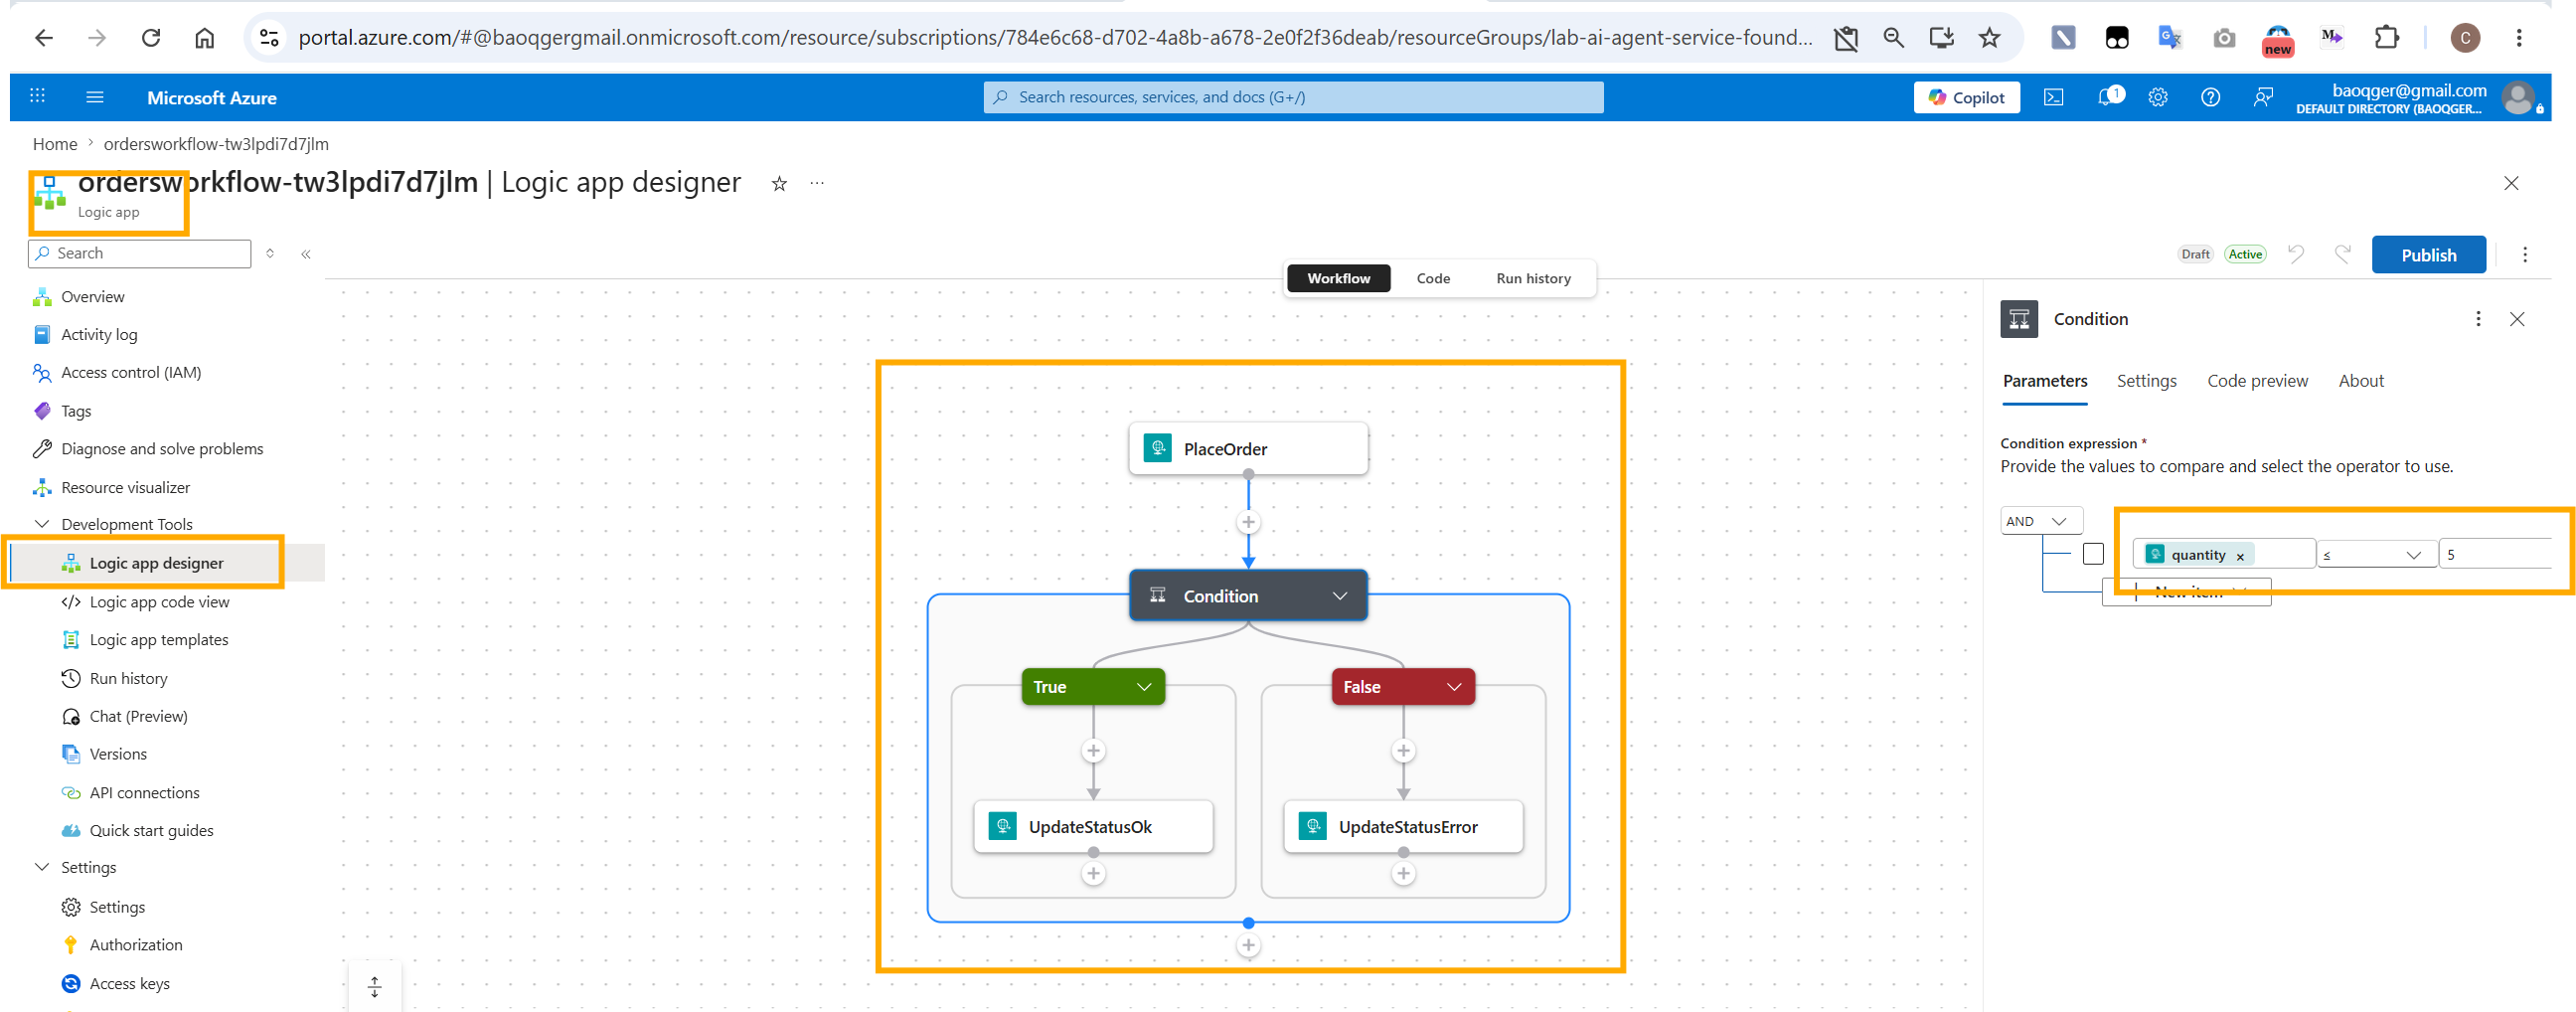 portal.azure.com/#@baoqgergmail.onmicrosoft.com/resource/subscriptions/784e6c68-d702-4a8b-a678-2e0f2f36deab/resourceGroups/lab-ai-agent-service-found...
new
C
Microsoft Azure
Search resources, services, and docs (G+/)
Copilot
1
baoqger@gmail.com
DEFAULT DIRECTORY (BAOQGER...
Home > ordersworkflow-tw3lpdi7d7jlm
ordersworkflow-tw3lpdi7d7jlm | Logic app designer
Logic app
Search
Draft
Active
Publish
Workflow
Code
Run history
Overview
Activity log
Access control (IAM)
Tags
Diagnose and solve problems
Resource visualizer
Development Tools
Logic app designer
Logic app code view
Logic app templates
Run history
Chat (Preview)
Versions
API connections
Quick start guides
Settings
Settings
Authorization
Access keys
PlaceOrder
Condition
True
False
UpdateStatusOk
UpdateStatusError
Condition
Parameters
Settings
Code preview
About
Condition expression *
Provide the values to compare and select the operator to use.
AND
quantity ×
≤
5
New item